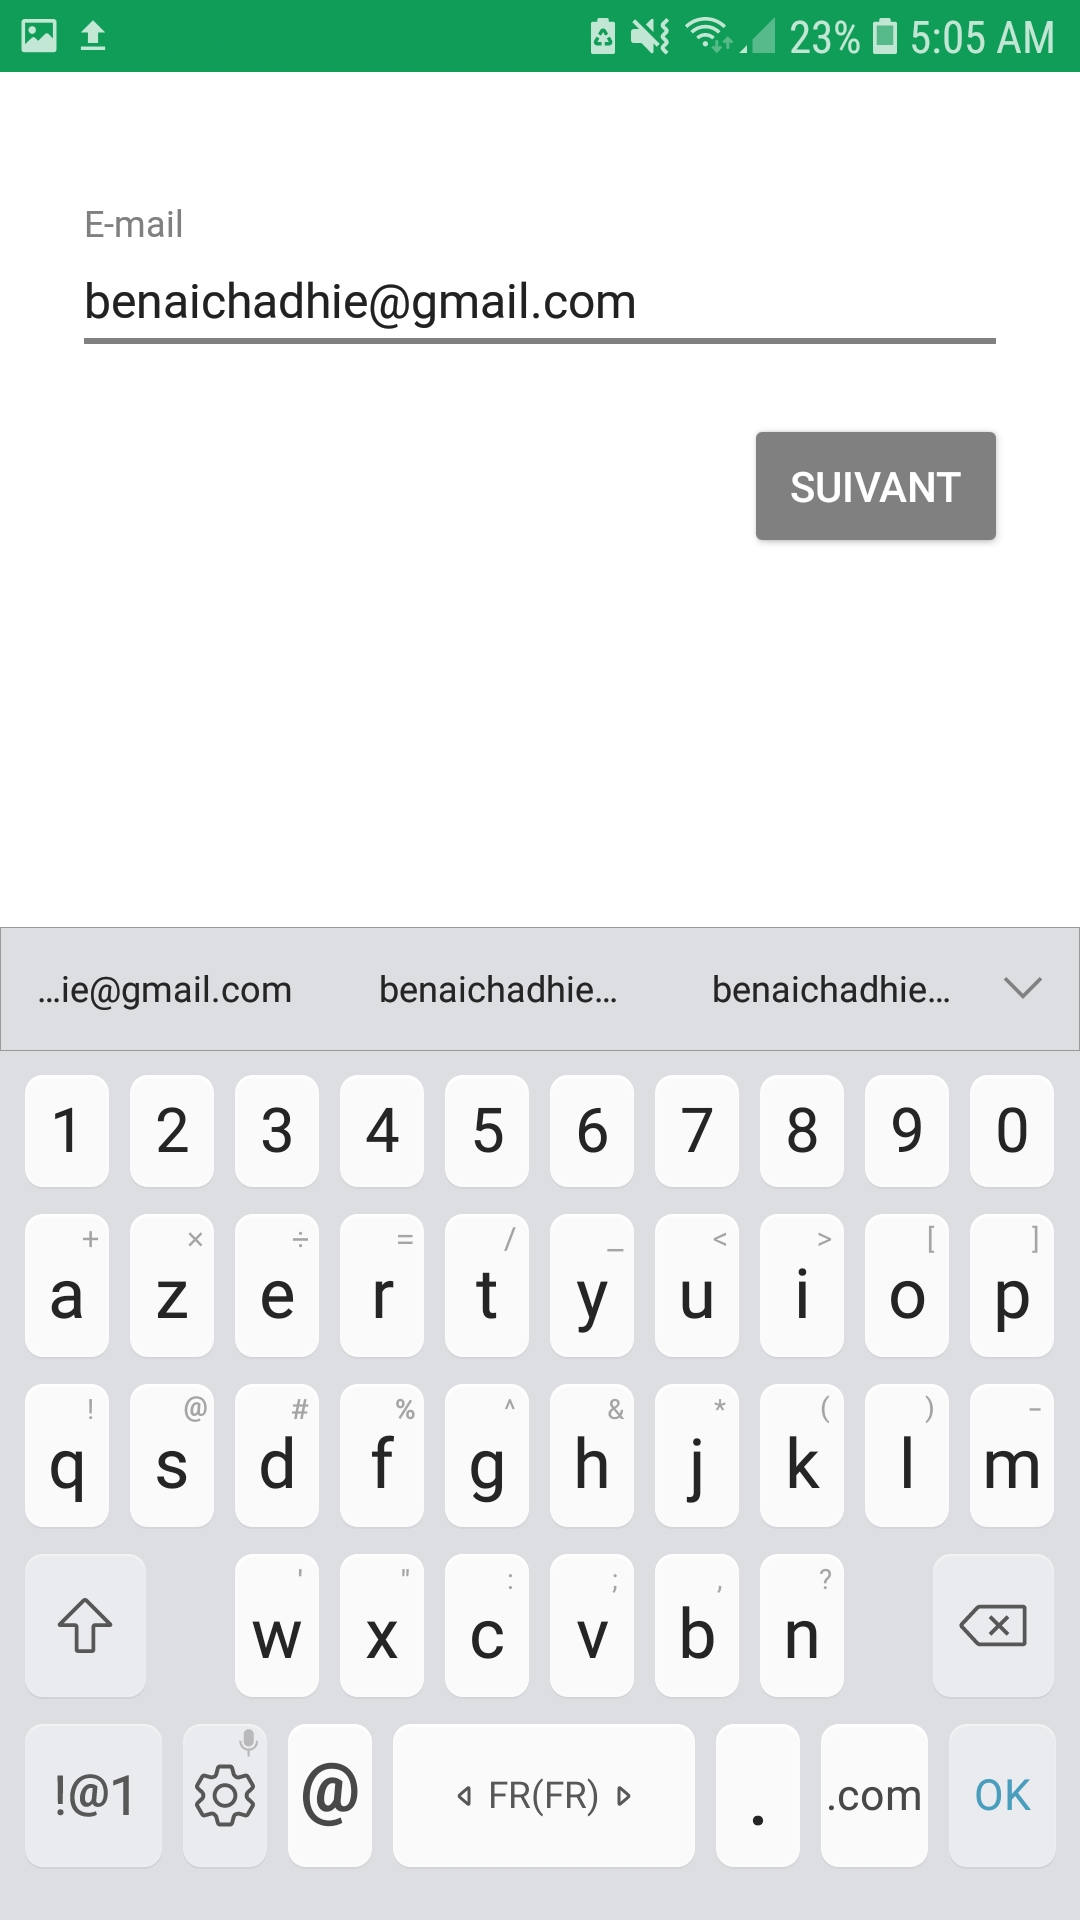 23% 5:05 AM
E-mail
benaichadhie@gmail.com
SUIVANT
...ie@gmail.com benaichadhie... benaichadhie...
1 2 3 4 5 6 7 8 9 0
+ × ÷ = / _ < > [ ]
a z e r t y u i o p
! @ # % ^ & * ( ) -
q s d f g h j k l m
' " : ; , ?
w x c v b n
!@1 @ FR(FR) . .com OK